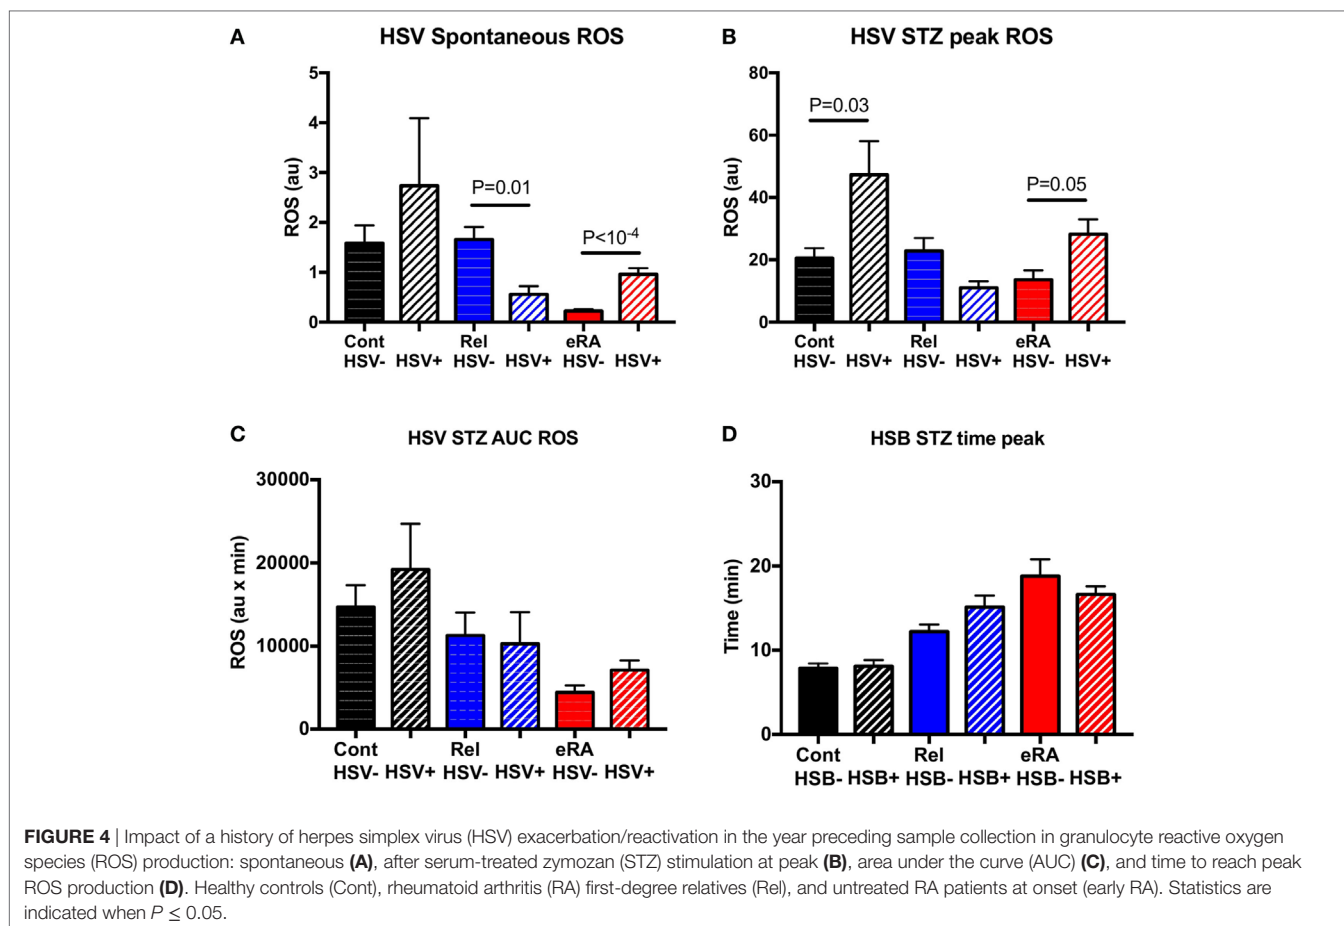 A
HSV Spontaneous ROS
ROS (au)
5
4
3
2
1
0
P=0.01
P<10-4
Cont Rel eRA
HSV- HSV+ HSV- HSV+ HSV- HSV+
B
HSV STZ peak ROS
ROS (au)
80
60
40
20
0
P=0.03
P=0.05
Cont Rel eRA
HSV- HSV+ HSV- HSV+ HSV- HSV+
C
HSV STZ AUC ROS
ROS (au x min)
30000
20000
10000
0
Cont Rel eRA
HSV- HSV+ HSV- HSV+ HSV- HSV+
D
HSB STZ time peak
Time (min)
30
20
10
0
Cont Rel eRA
HSB- HSB+ HSB- HSB+ HSB- HSB+
FIGURE 4 | Impact of a history of herpes simplex virus (HSV) exacerbation/reactivation in the year preceding sample collection in granulocyte reactive oxygen
species (ROS) production: spontaneous (A), after serum-treated zymozan (STZ) stimulation at peak (B), area under the curve (AUC) (C), and time to reach peak
ROS production (D). Healthy controls (Cont), rheumatoid arthritis (RA) first-degree relatives (Rel), and untreated RA patients at onset (early RA). Statistics are
indicated when P ≤ 0.05.